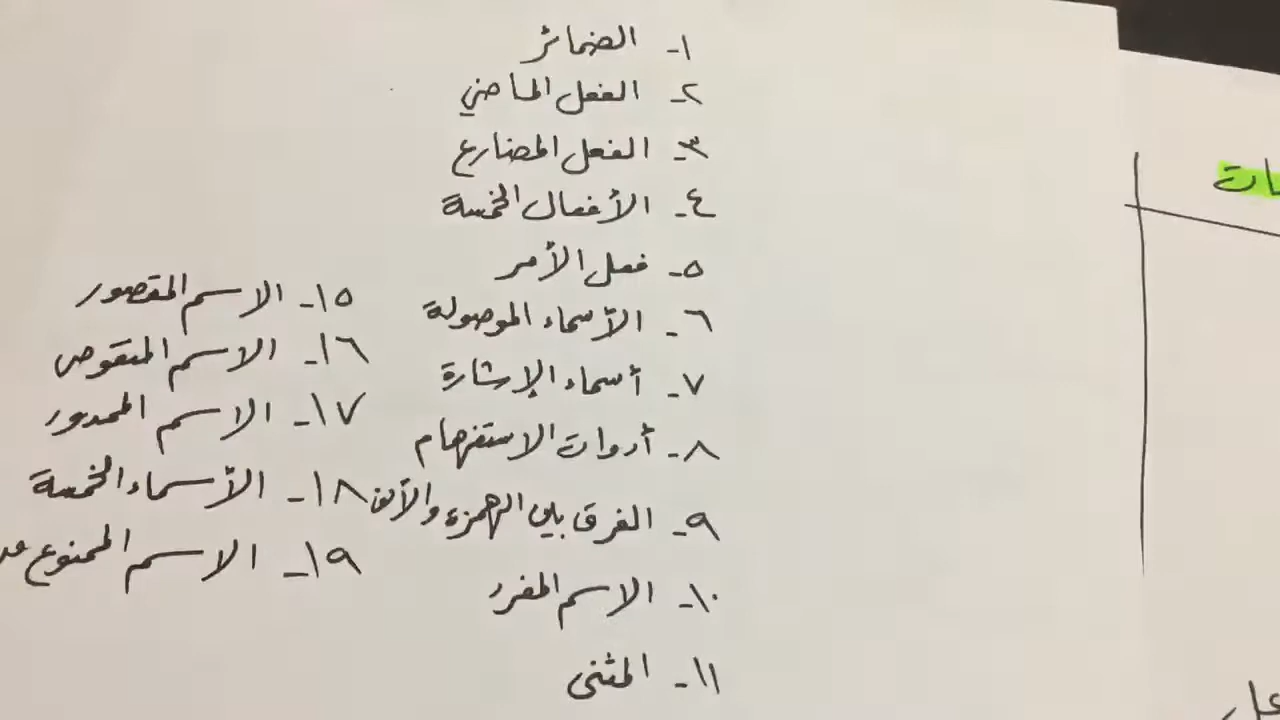 ١- الضمائر
٢- الفعل الماضي
٣- الفعل المضارع
٤- الأفعال الخمسة
٥- فعل الأمر
٦- الأسماء الموصولة
٧- أسماء الإشارة
٨- أدوات الاستفهام
٩- الفرق بين الهمزة والألف
١٠- الاسم المفرد
١١- المثنى
١٥- الاسم المقصور
١٦- الاسم المنقوص
١٧- الاسم الممدود
١٨- الأسماء الخمسة
١٩- الاسم الممنوع